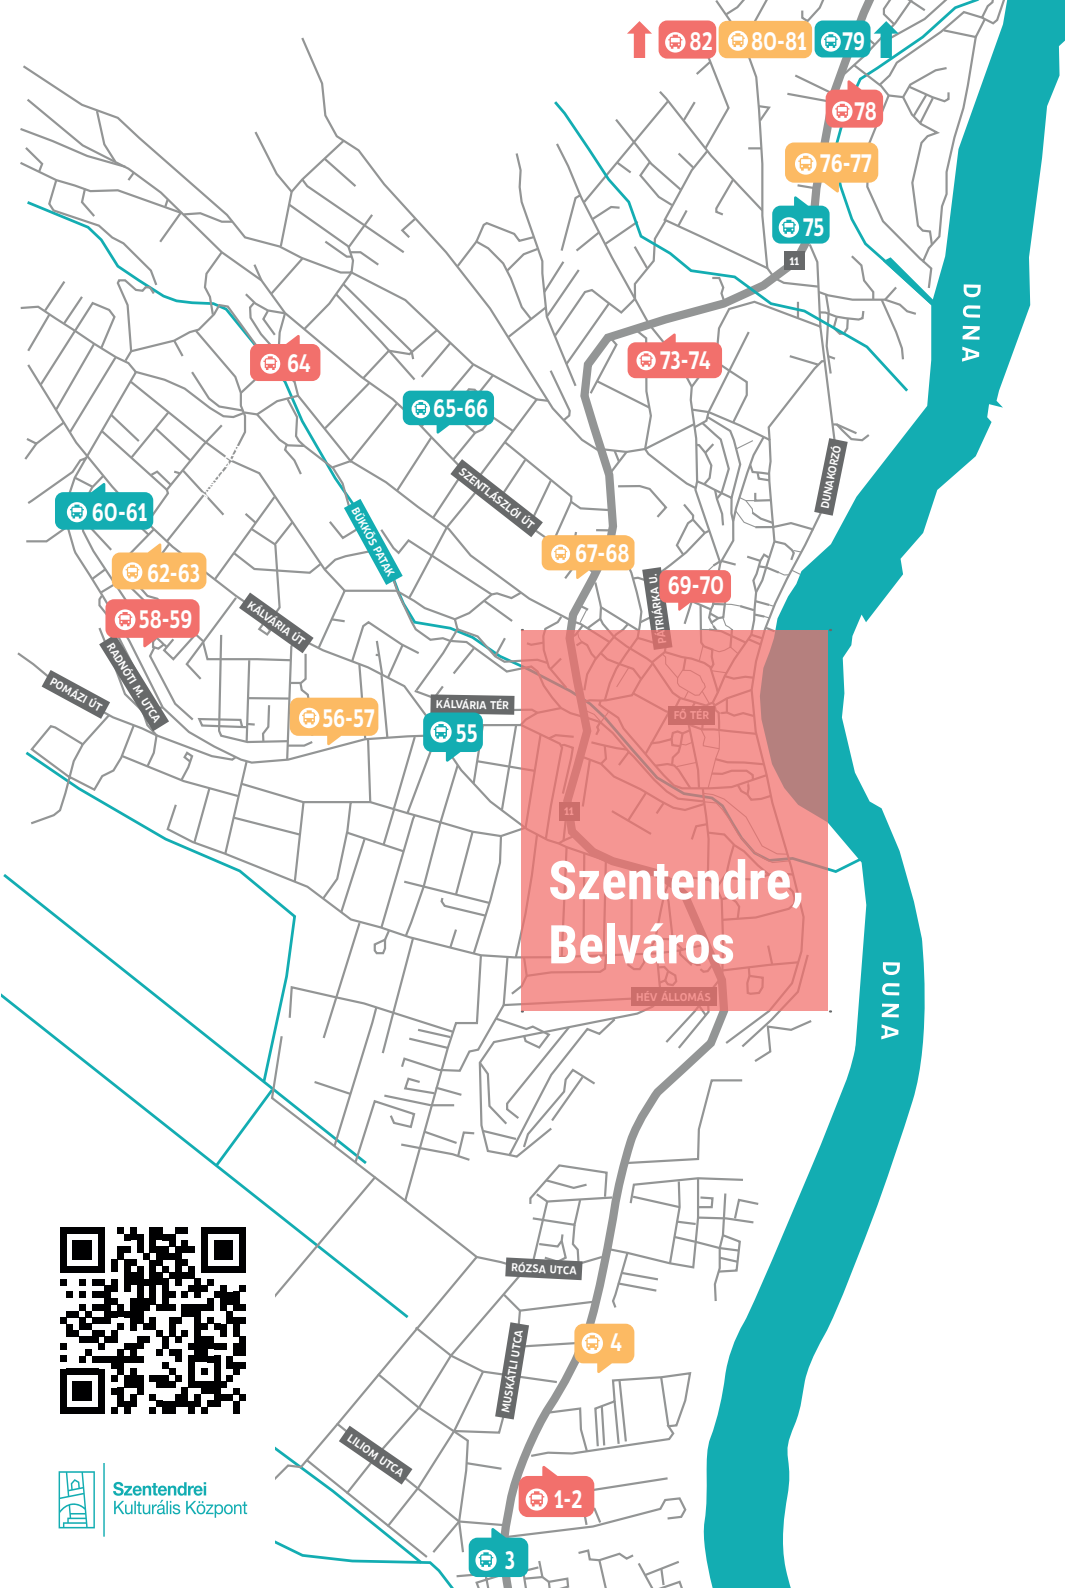 82
80-81
79
78
76-77
75
11
DUNA
64
73-74
65-66
DUNAKORZÓ
SZENTLÁSZLÓI ÚT
60-61
BÜKKÖS PATAK
67-68
62-63
69-70
PÁTRIÁRKA U.
58-59
KÁLVÁRIA ÚT
RADNÓTI M. UTCA
POMÁZI ÚT
KÁLVÁRIA TÉR
56-57
55
FŐ TÉR
11
Szentendre,
Belváros
HÉV ÁLLOMÁS
DUNA
RÓZSA UTCA
4
MUSKÁTLI UTCA
LILIOM UTCA
1-2
3
Szentendrei
Kulturális Központ